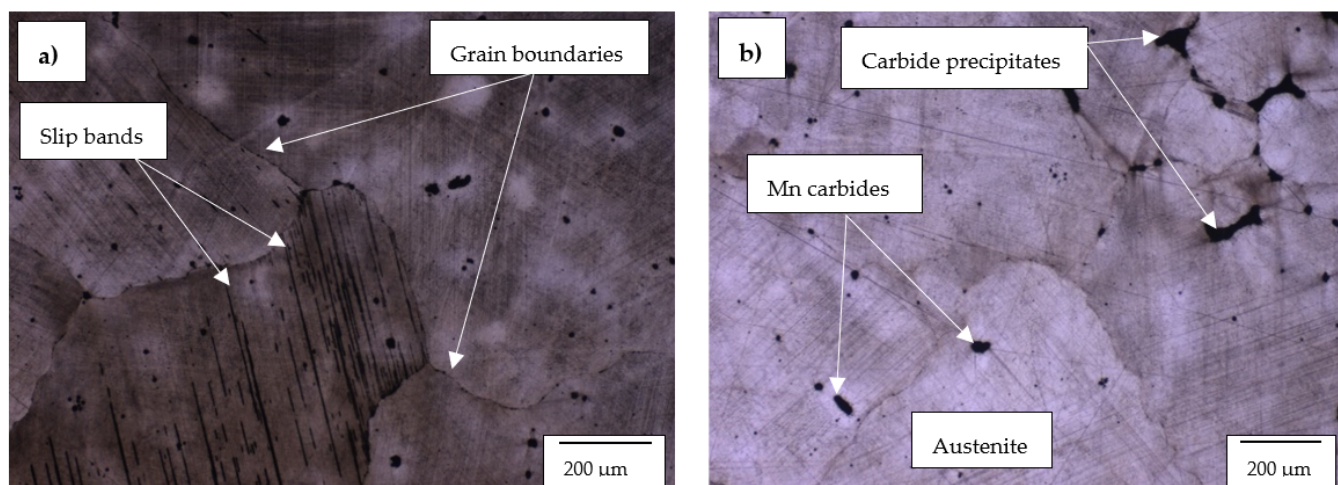 a)
Grain boundaries
Slip bands
200 µm
b)
Carbide precipitates
Mn carbides
Austenite
200 µm